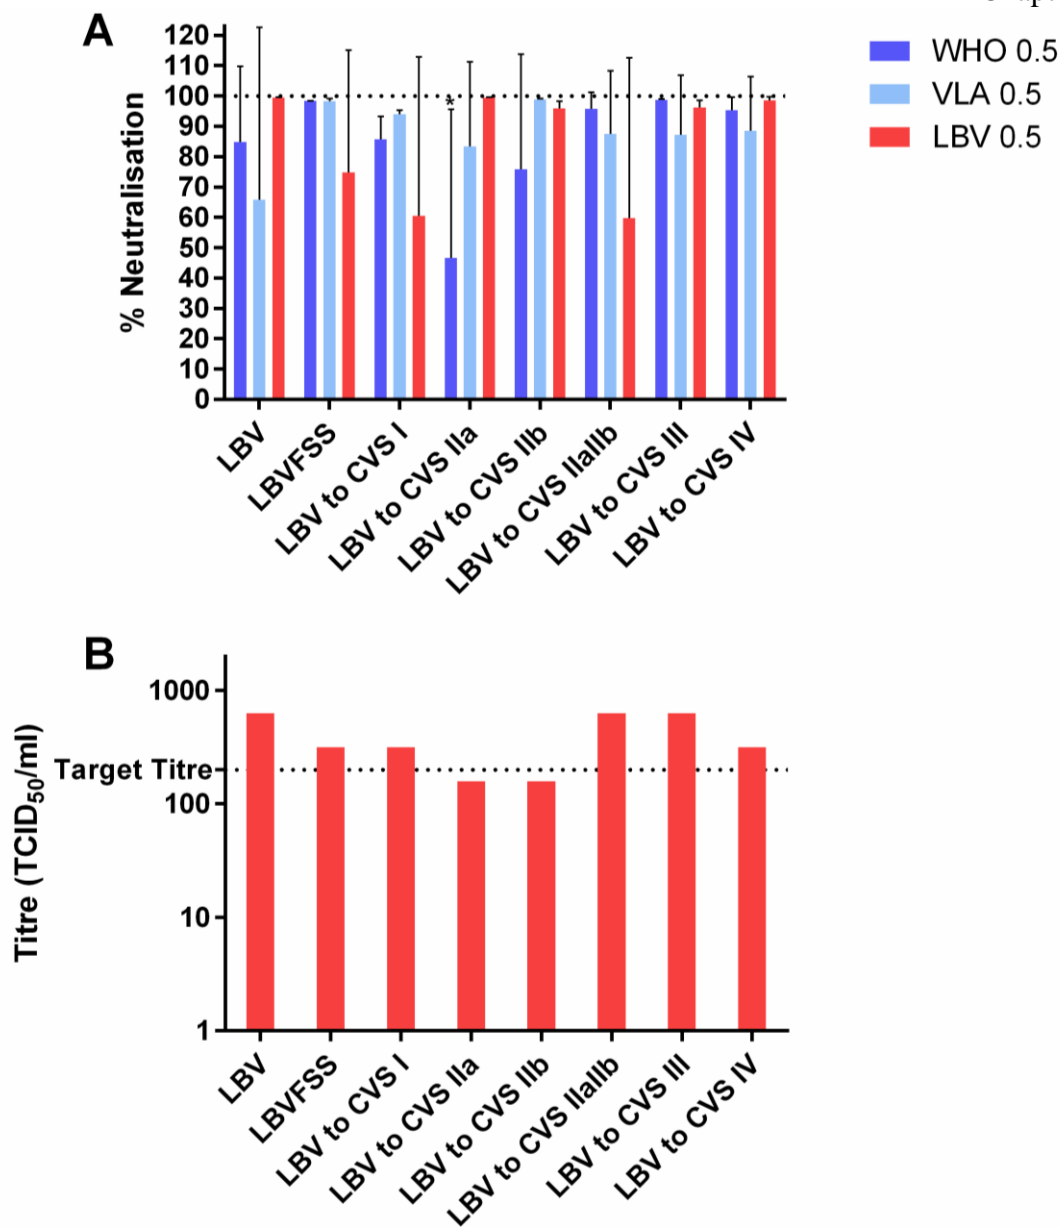 A
120
110
100
90
80
70
60
50
40
30
20
10
0
% Neutralisation
*
WHO 0.5
VLA 0.5
LBV 0.5
LBV
LBVFSS
LBV to CVS I
LBV to CVS IIa
LBV to CVS IIb
LBV to CVS IIaIIb
LBV to CVS III
LBV to CVS IV
B
1000
Target Titre
100
10
1
Titre (TCID50/ml)
LBV
LBVFSS
LBV to CVS I
LBV to CVS IIa
LBV to CVS IIb
LBV to CVS IIaIIb
LBV to CVS III
LBV to CVS IV